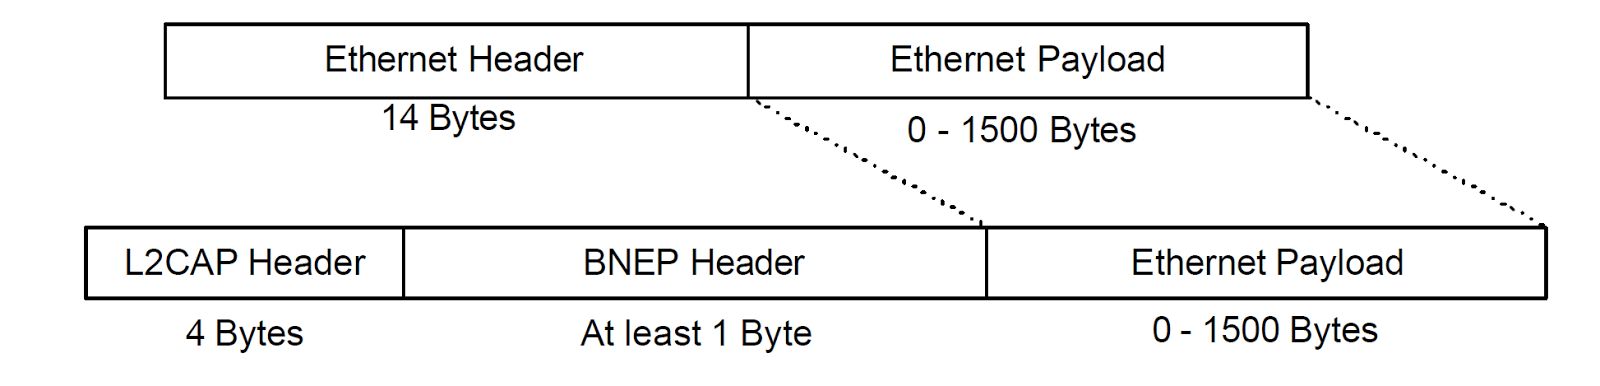 Ethernet Header
Ethernet Payload
14 Bytes
0 - 1500 Bytes
L2CAP Header
BNEP Header
Ethernet Payload
4 Bytes
At least 1 Byte
0 - 1500 Bytes